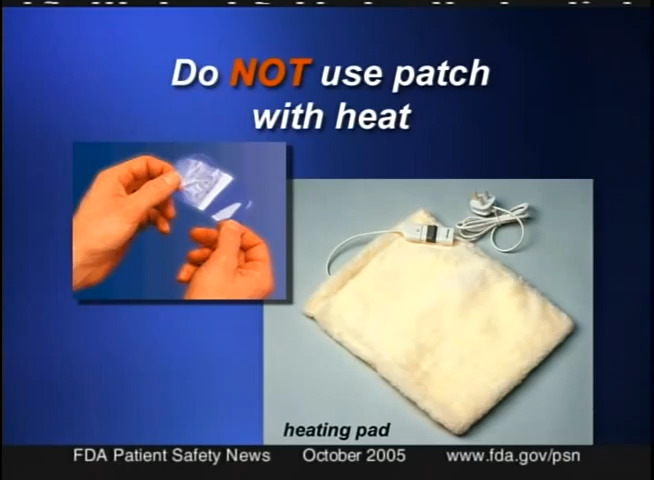 Do NOT use patch
with heat
heating pad
FDA Patient Safety News October 2005 www.fda.gov/psn